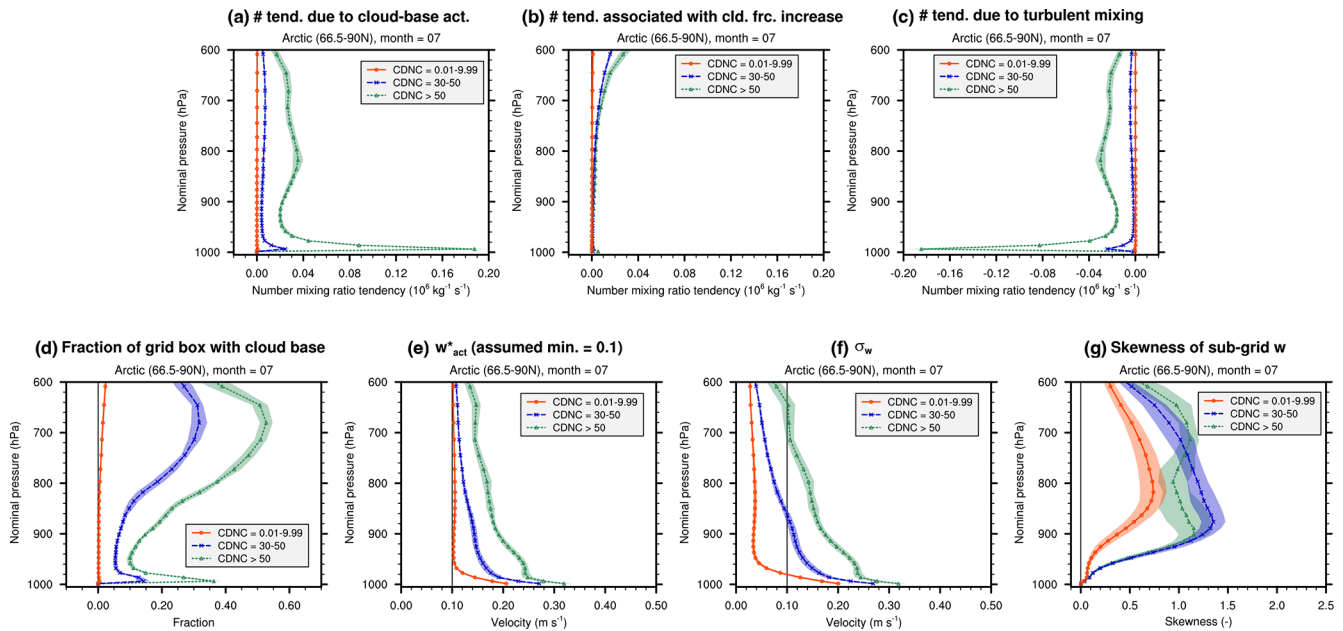 (a) # tend. due to cloud-base act.
Arctic (66.5-90N), month = 07
600
700
800
900
1000
Nominal pressure (hPa)
CDNC = 0.01-9.99
CDNC = 30-50
CDNC > 50
0.00 0.04 0.08 0.12 0.16 0.20
Number mixing ratio tendency (10⁶ kg⁻¹ s⁻¹)
(b) # tend. associated with cld. frc. increase
Arctic (66.5-90N), month = 07
600
700
800
900
1000
Nominal pressure (hPa)
CDNC = 0.01-9.99
CDNC = 30-50
CDNC > 50
0.00 0.04 0.08 0.12 0.16 0.20
Number mixing ratio tendency (10⁶ kg⁻¹ s⁻¹)
(c) # tend. due to turbulent mixing
Arctic (66.5-90N), month = 07
600
700
800
900
1000
Nominal pressure (hPa)
CDNC = 0.01-9.99
CDNC = 30-50
CDNC > 50
-0.20 -0.16 -0.12 -0.08 -0.04 0.00
Number mixing ratio tendency (10⁶ kg⁻¹ s⁻¹)
(d) Fraction of grid box with cloud base
Arctic (66.5-90N), month = 07
600
700
800
900
1000
Nominal pressure (hPa)
CDNC = 0.01-9.99
CDNC = 30-50
CDNC > 50
0.00 0.20 0.40 0.60
Fraction
(e) w*act (assumed min. = 0.1)
Arctic (66.5-90N), month = 07
600
700
800
900
1000
Nominal pressure (hPa)
CDNC = 0.01-9.99
CDNC = 30-50
CDNC > 50
0.00 0.10 0.20 0.30 0.40 0.50
Velocity (m s⁻¹)
(f) σw
Arctic (66.5-90N), month = 07
600
700
800
900
1000
Nominal pressure (hPa)
CDNC = 0.01-9.99
CDNC = 30-50
CDNC > 50
0.00 0.10 0.20 0.30 0.40 0.50
Velocity (m s⁻¹)
(g) Skewness of sub-grid w
Arctic (66.5-90N), month = 07
600
700
800
900
1000
Nominal pressure (hPa)
CDNC = 0.01-9.99
CDNC = 30-50
CDNC > 50
0.0 0.5 1.0 1.5 2.0 2.5
Skewness (-)